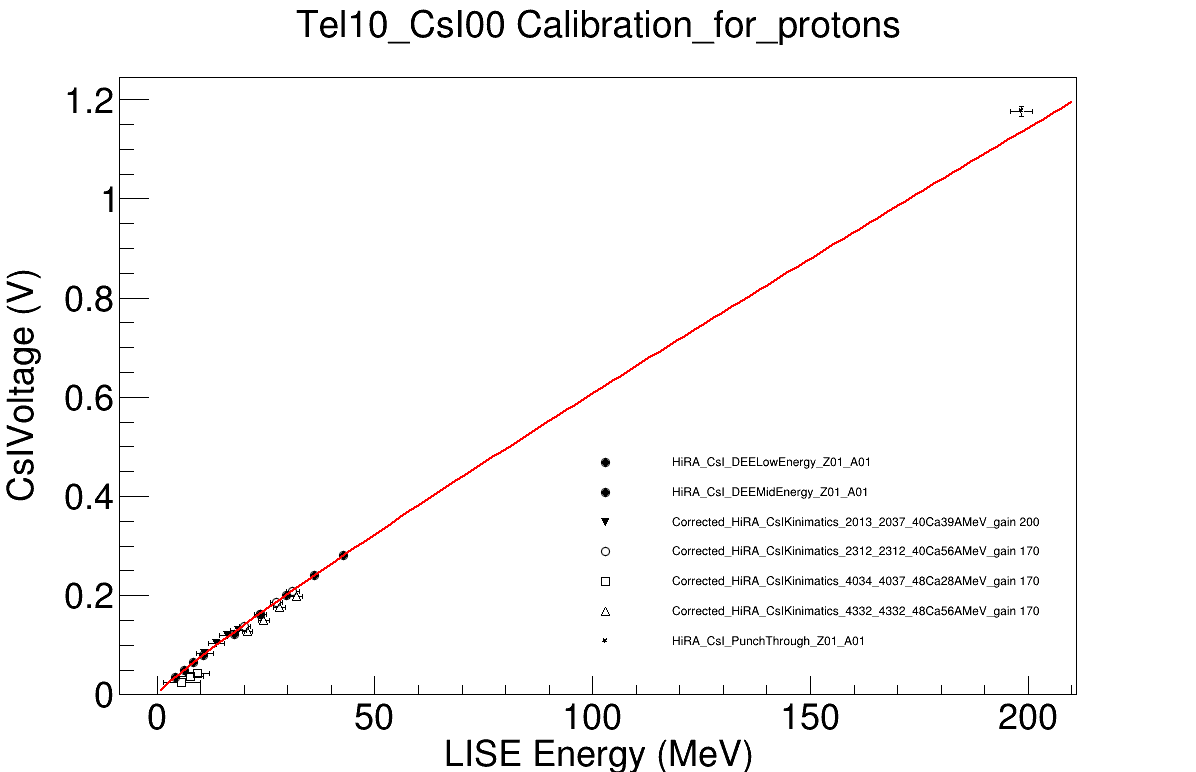 Tel10_CsI00 Calibration_for_protons
1.2
1
0.8
0.6
0.4
0.2
0
CsIVoltage (V)
HiRA_CsI_DEELowEnergy_Z01_A01
HiRA_CsI_DEEMidEnergy_Z01_A01
Corrected_HiRA_CsIKinimatics_2013_2037_40Ca39AMeV_gain 200
Corrected_HiRA_CsIKinimatics_2312_2312_40Ca56AMeV_gain 170
Corrected_HiRA_CsIKinimatics_4034_4037_48Ca28AMeV_gain 170
Corrected_HiRA_CsIKinimatics_4332_4332_48Ca56AMeV_gain 170
HiRA_CsI_PunchThrough_Z01_A01
0 50 100 150 200
LISE Energy (MeV)